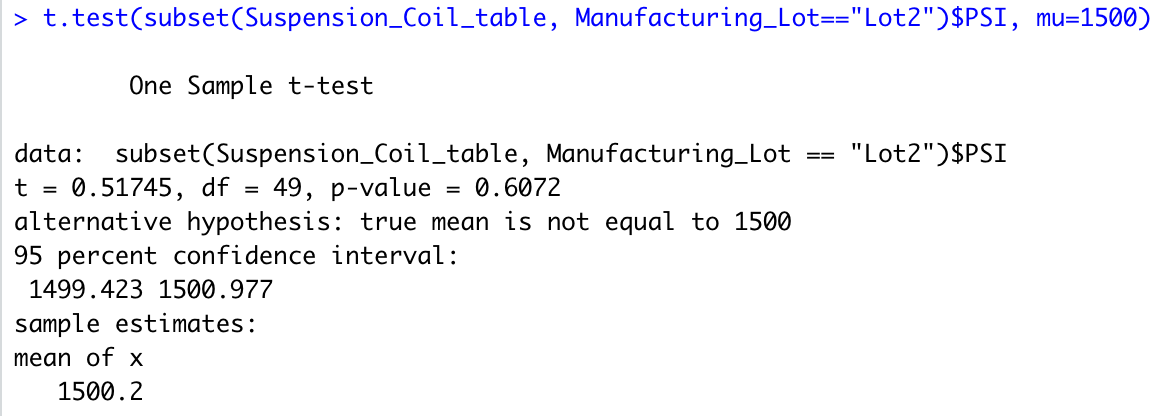 > t.test(subset(Suspension_Coil_table, Manufacturing_Lot=="Lot2")$PSI, mu=1500)
One Sample t-test
data:  subset(Suspension_Coil_table, Manufacturing_Lot == "Lot2")$PSI
t = 0.51745, df = 49, p-value = 0.6072
alternative hypothesis: true mean is not equal to 1500
95 percent confidence interval:
1499.423 1500.977
sample estimates:
mean of x
1500.2